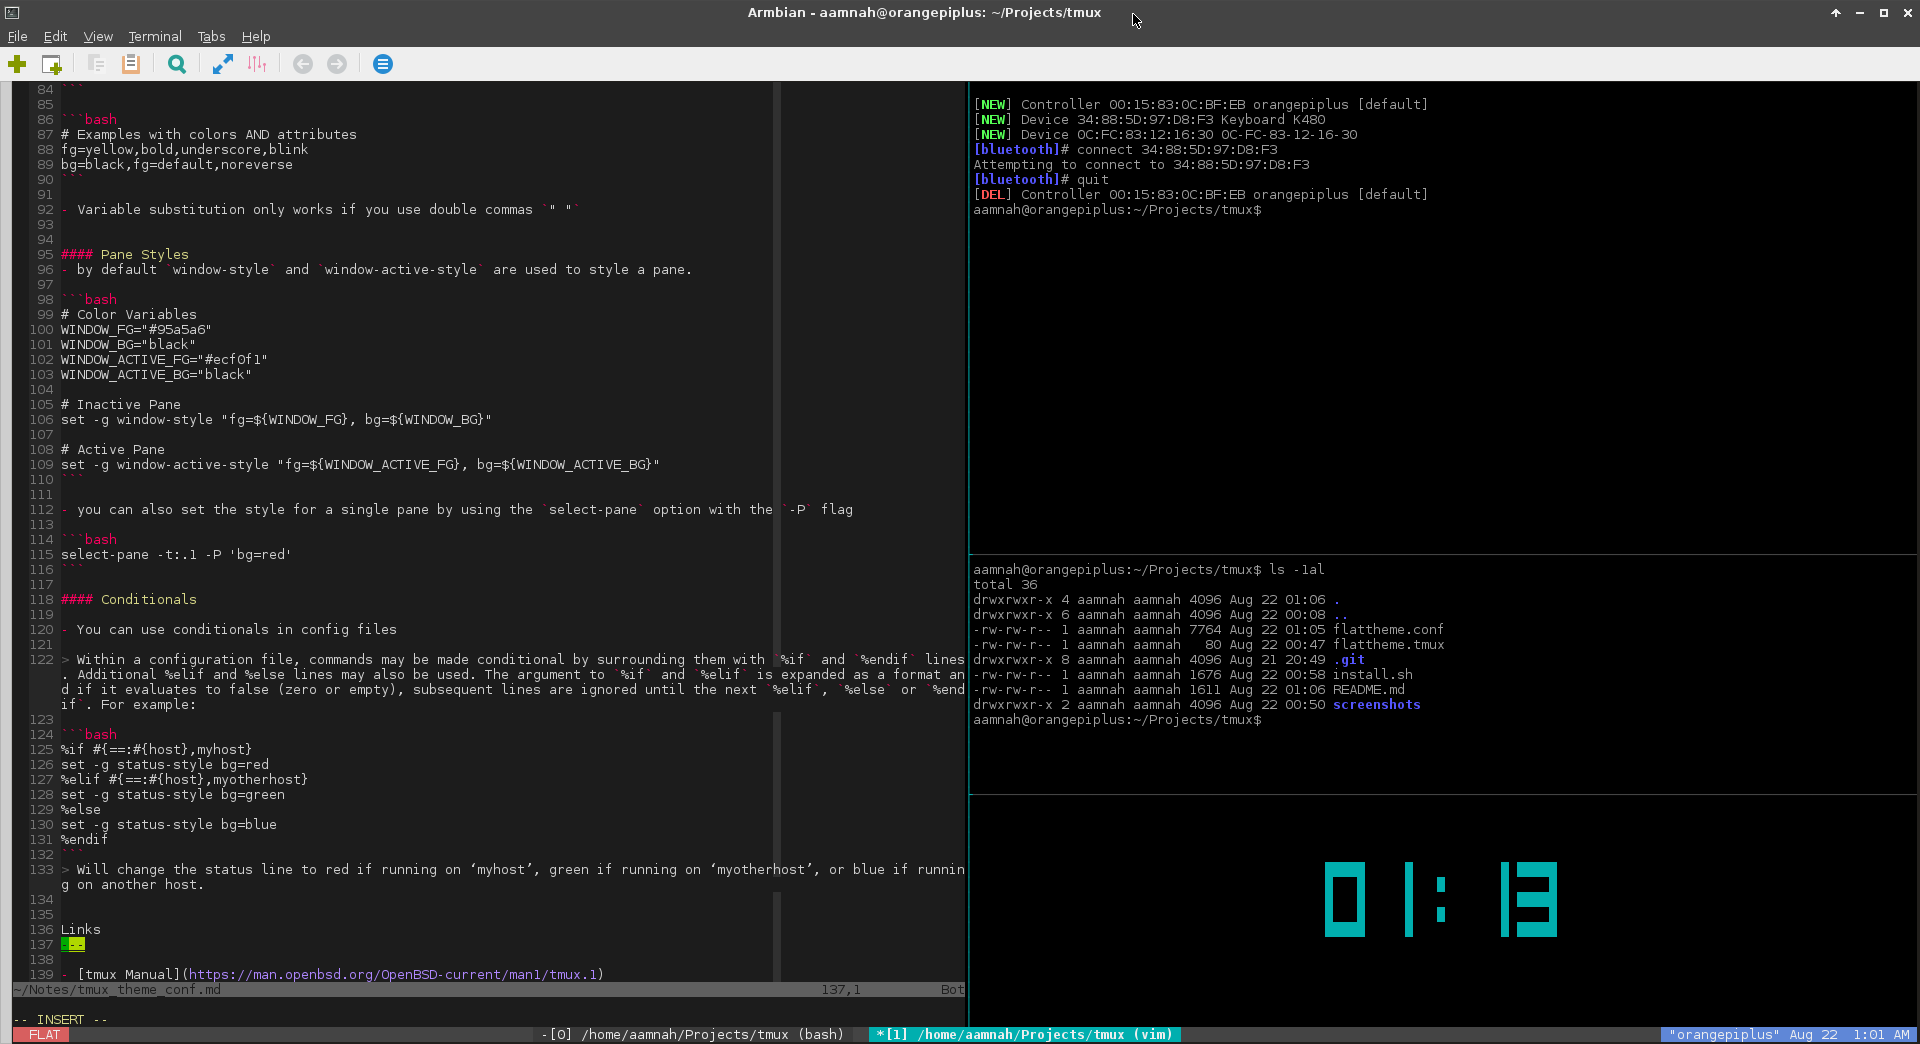 Armbian - aamnah@orangepiplus: ~/Projects/tmux
File Edit View Terminal Tabs Help
84 ```
85
86 ```bash
87 # Examples with colors AND attributes
88 fg=yellow,bold,underscore,blink
89 bg=black,fg=default,noreverse
90 ```
91
92 - Variable substitution only works if you use double commas `" "`
93
94
95 #### Pane Styles
96 - by default `window-style` and `window-active-style` are used to style a pane.
97
98 ```bash
99 # Color Variables
100 WINDOW_FG="#95a5a6"
101 WINDOW_BG="black"
102 WINDOW_ACTIVE_FG="#ecf0f1"
103 WINDOW_ACTIVE_BG="black"
104
105 # Inactive Pane
106 set -g window-style "fg=${WINDOW_FG}, bg=${WINDOW_BG}"
107
108 # Active Pane
109 set -g window-active-style "fg=${WINDOW_ACTIVE_FG}, bg=${WINDOW_ACTIVE_BG}"
110 ```
111
112 - you can also set the style for a single pane by using the `select-pane` option with the `-P` flag
113
114 ```bash
115 select-pane -t:.1 -P 'bg=red'
116 ```
117
118 #### Conditionals
119
120 - You can use conditionals in config files
121
122 > Within a configuration file, commands may be made conditional by surrounding them with `%if` and `%endif` lines
. Additional %elif and %else lines may also be used. The argument to `%if` and `%elif` is expanded as a format an
d if it evaluates to false (zero or empty), subsequent lines are ignored until the next `%elif`, `%else` or `%end
if`. For example:
123
124 ```bash
125 %if #{==:#{host},myhost}
126 set -g status-style bg=red
127 %elif #{==:#{host},myotherhost}
128 set -g status-style bg=green
129 %else
130 set -g status-style bg=blue
131 %endif
132 ```
133 > Will change the status line to red if running on ‘myhost’, green if running on ‘myotherhost’, or blue if runnin
g on another host.
134
135
136 Links
137 ---
138
139 - [tmux Manual](https://man.openbsd.org/OpenBSD-current/man1/tmux.1)
~/Notes/tmux_theme_conf.md 137,1 Bot
-- INSERT --
[NEW] Controller 00:15:83:0C:BF:EB orangepiplus [default]
[NEW] Device 34:88:5D:97:D8:F3 Keyboard K480
[NEW] Device 0C:FC:83:12:16:30 0C-FC-83-12-16-30
[bluetooth]# connect 34:88:5D:97:D8:F3
Attempting to connect to 34:88:5D:97:D8:F3
[bluetooth]# quit
[DEL] Controller 00:15:83:0C:BF:EB orangepiplus [default]
aamnah@orangepiplus:~/Projects/tmux$
aamnah@orangepiplus:~/Projects/tmux$ ls -1al
total 36
drwxrwxr-x 4 aamnah aamnah 4096 Aug 22 01:06 .
drwxrwxr-x 6 aamnah aamnah 4096 Aug 22 00:08 ..
-rw-rw-r-- 1 aamnah aamnah 7764 Aug 22 01:05 flattheme.conf
-rw-rw-r-- 1 aamnah aamnah   80 Aug 22 00:47 flattheme.tmux
drwxrwxr-x 8 aamnah aamnah 4096 Aug 21 20:49 .git
-rw-rw-r-- 1 aamnah aamnah 1676 Aug 22 00:58 install.sh
-rw-rw-r-- 1 aamnah aamnah 1611 Aug 22 01:06 README.md
drwxrwxr-x 2 aamnah aamnah 4096 Aug 22 00:50 screenshots
aamnah@orangepiplus:~/Projects/tmux$
01:13
FLAT -[0] /home/aamnah/Projects/tmux (bash) *[1] /home/aamnah/Projects/tmux (vim) "orangepiplus" Aug 22 1:01 AM